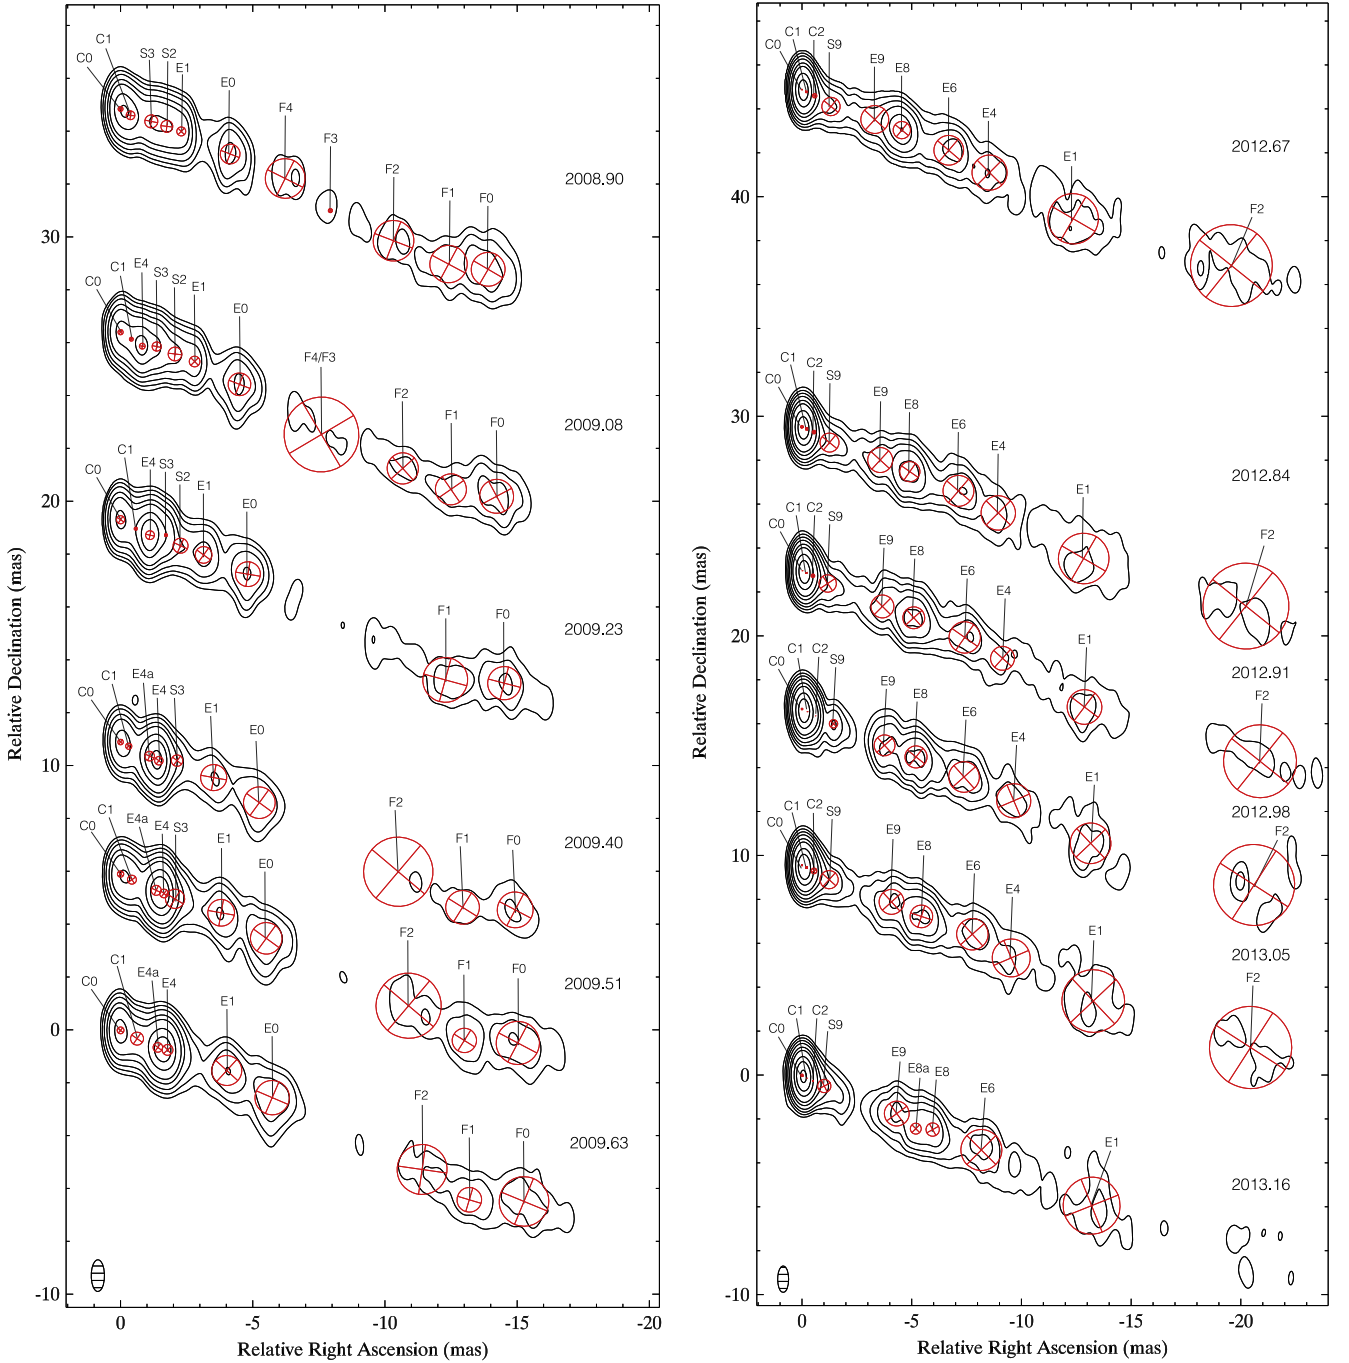 C1
C0
S3
S2
E1
E0
F4
F3
F2
F1
F0
2008.90
30
C0
C1
E4
S3
S2
E1
E0
F4/F3
F2
F1
F0
2009.08
20
C0
C1
E4
S3
S2
E1
E0
F1
F0
2009.23
C0
C1
E4a
E4
S3
E1
E0
10
F2
F1
F0
2009.40
C0
C1
E4a
E4
S3
E1
E0
F2
F1
F0
2009.51
C0
C1
E4a
E4
E1
E0
0
F2
F1
F0
2009.63
-10
0
-5
-10
-15
-20
Relative Right Ascension (mas)
Relative Declination (mas)
C0
C1
C2
S9
E9
E8
E6
E4
E1
F2
2012.67
40
C0
C1
C2
S9
E9
E8
E6
E4
E1
F2
2012.84
30
C0
C1
C2
S9
E9
E8
E6
E4
E1
F2
2012.91
20
C0
C1
C2
S9
E9
E8
E6
E4
E1
F2
2012.98
C0
C1
C2
S9
E9
E8
E6
E4
E1
F2
2013.05
10
C0
C1
C2
S9
E9
E8a
E8
E6
E1
F2
2013.16
0
-10
0
-5
-10
-15
-20
Relative Right Ascension (mas)
Relative Declination (mas)